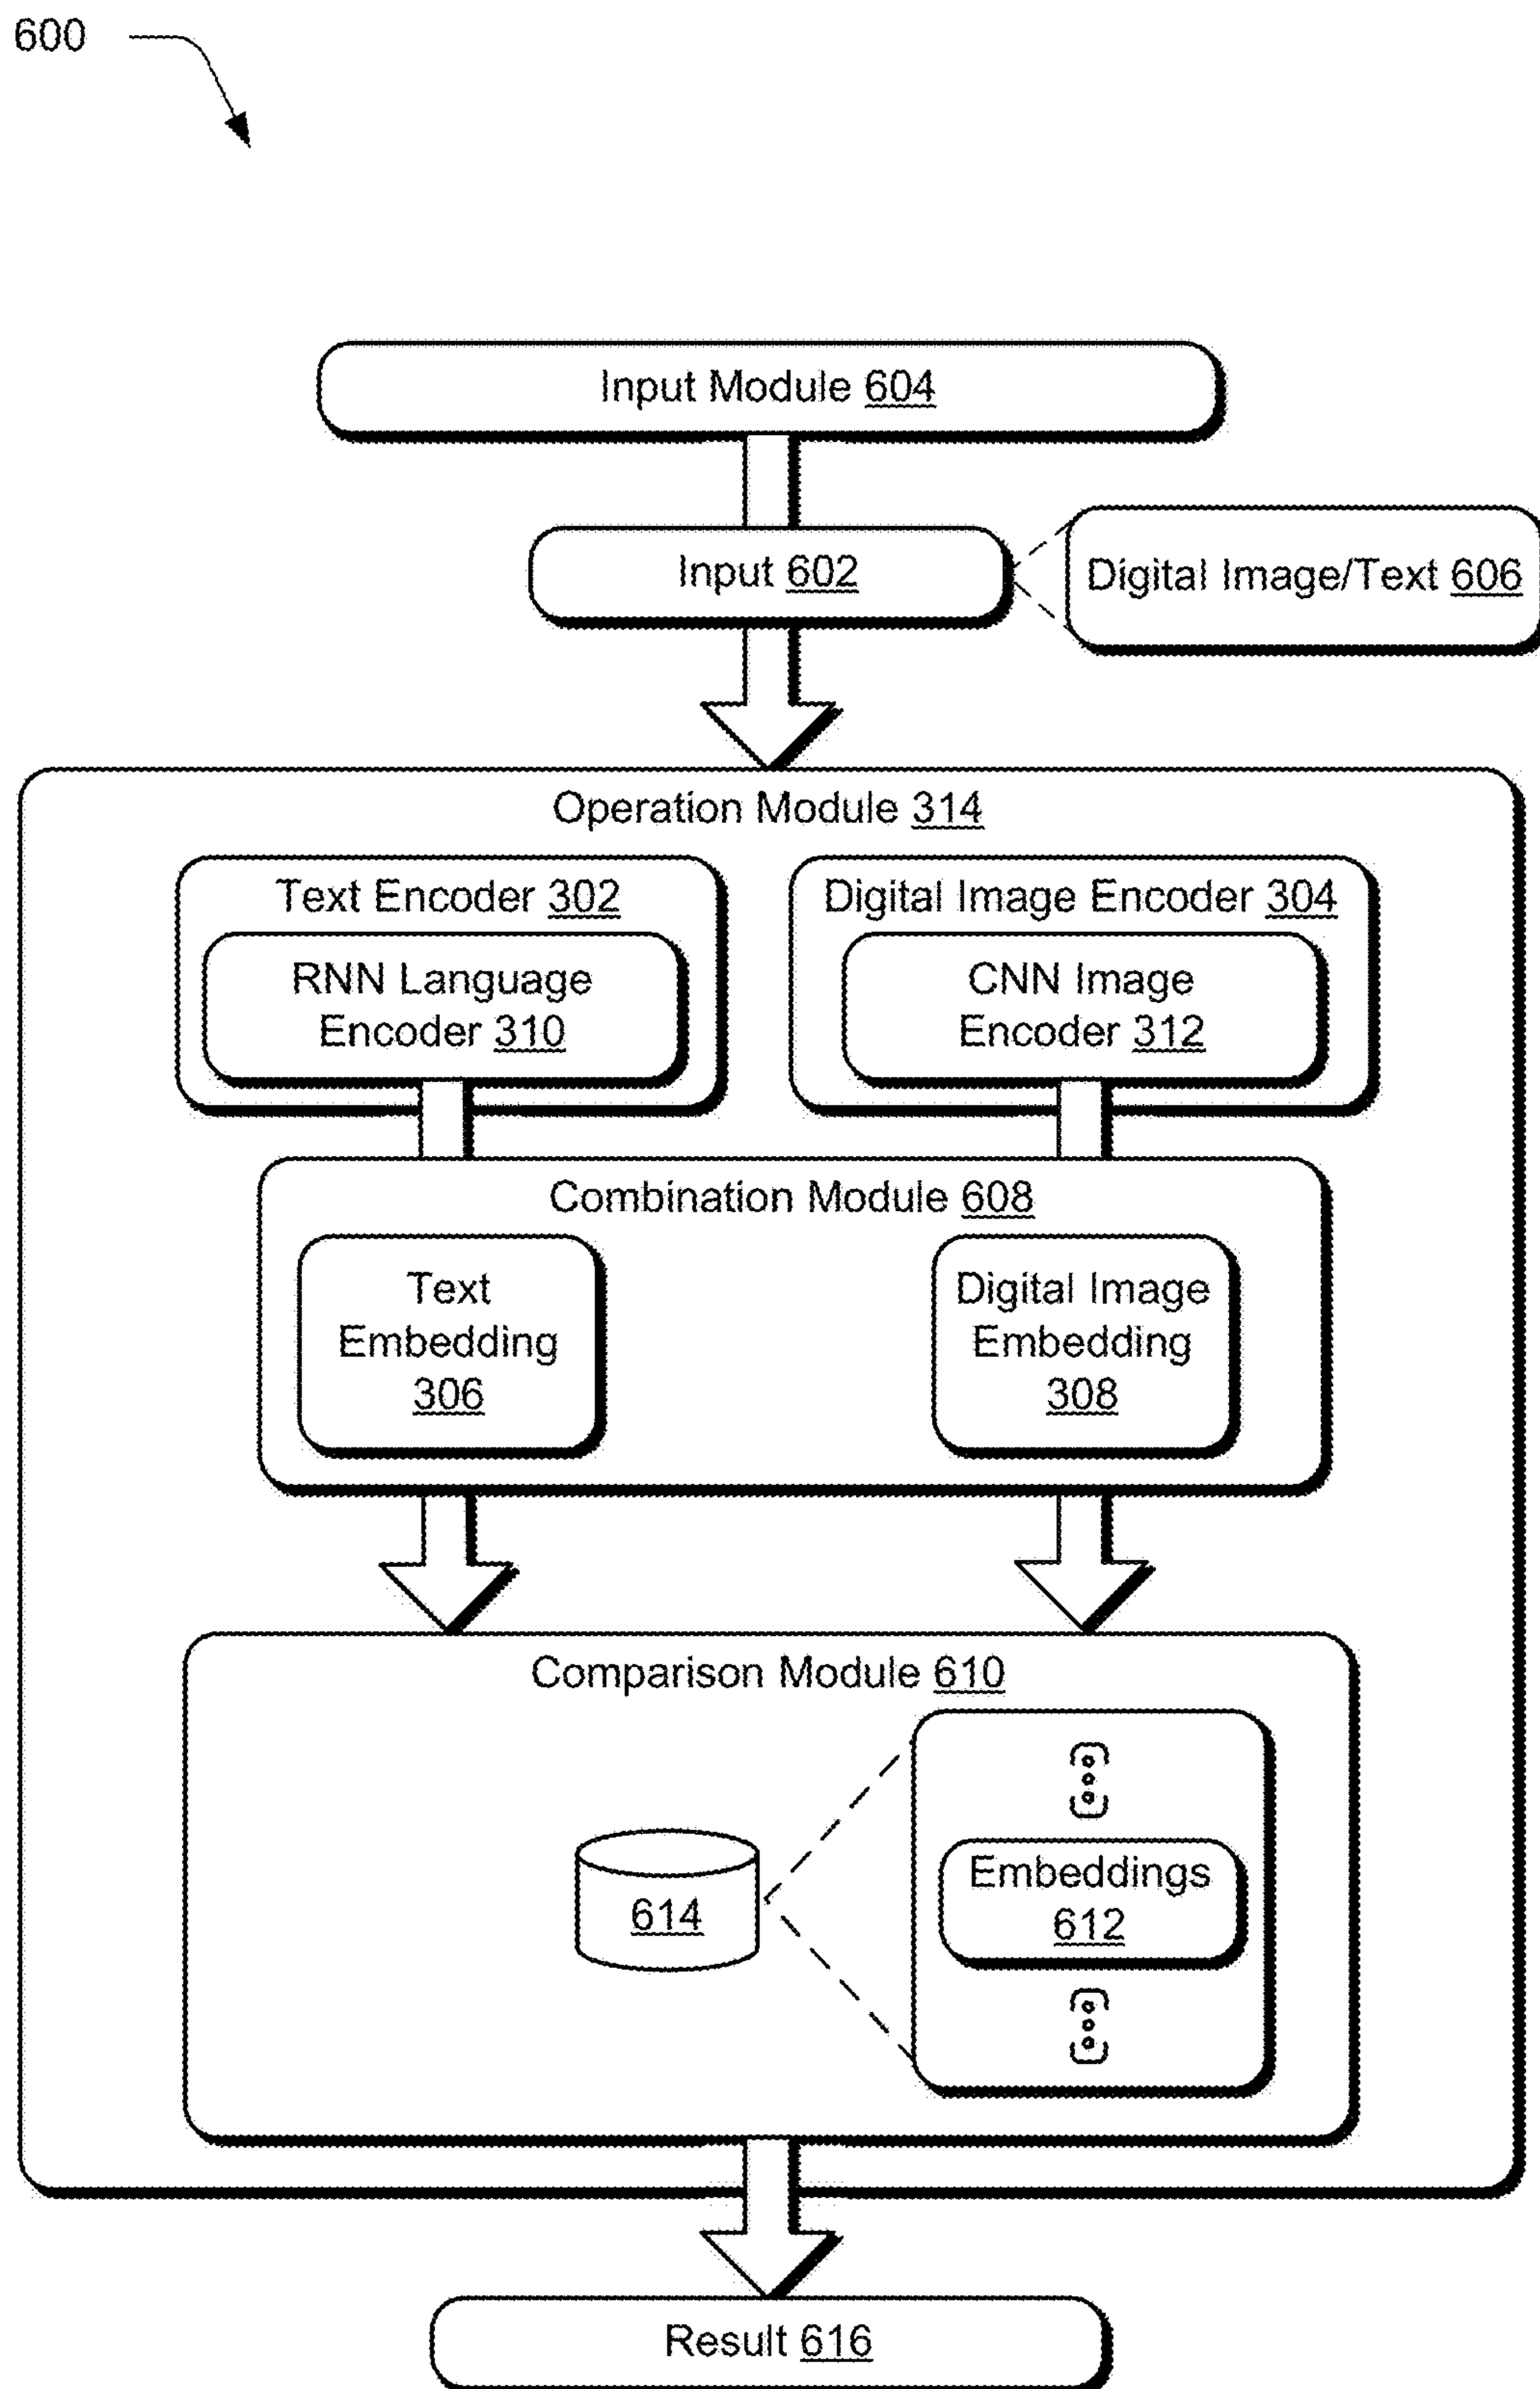 600
Input Module 604
Input 602
Digital Image/Text 606
Operation Module 314
Text Encoder 302
RNN Language
Encoder 310
Digital Image Encoder 304
CNN Image
Encoder 312
Combination Module 608
Text
Embedding
306
Digital Image
Embedding
308
Comparison Module 610
614
Embeddings
612
Result 616